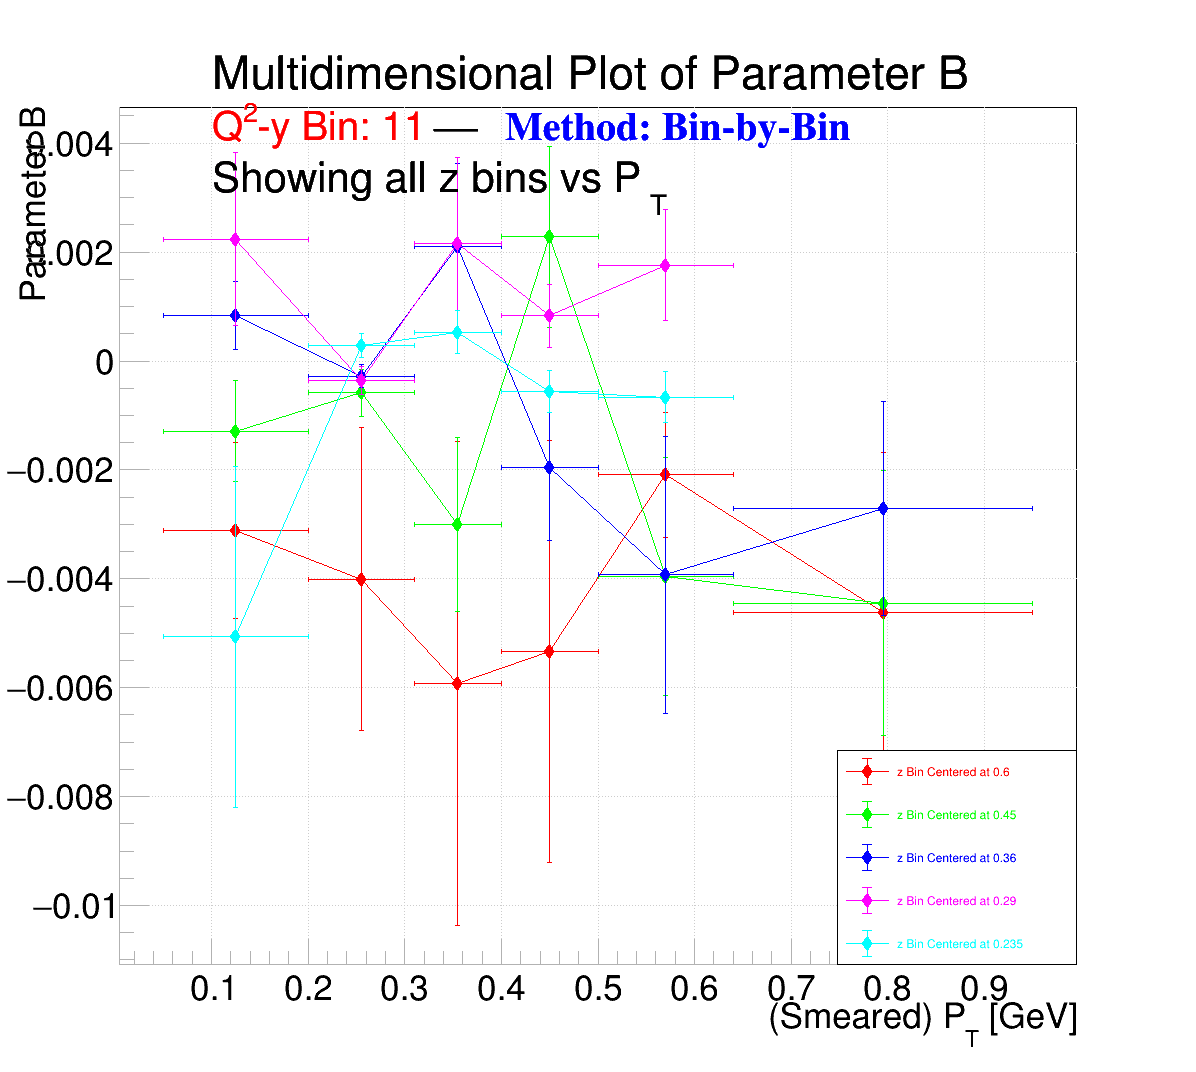 Multidimensional Plot of Parameter B
Q²-y Bin: 11 — Method: Bin-by-Bin
Showing all z bins vs P_T
Parameter B
0.004
0.002
0
−0.002
−0.004
−0.006
−0.008
−0.01
z Bin Centered at 0.6
z Bin Centered at 0.45
z Bin Centered at 0.36
z Bin Centered at 0.29
z Bin Centered at 0.235
0.1 0.2 0.3 0.4 0.5 0.6 0.7 0.8 0.9
(Smeared) P_T [GeV]